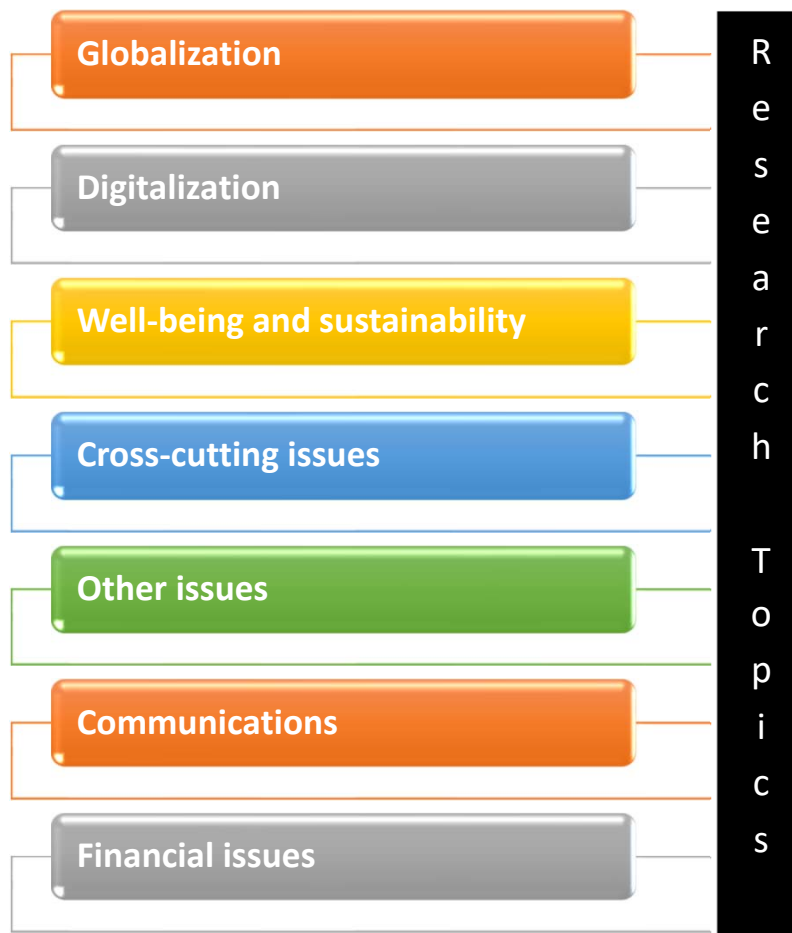 Globalization
Digitalization
Well-being and sustainability
Cross-cutting issues
Other issues
Communications
Financial issues
Research Topics